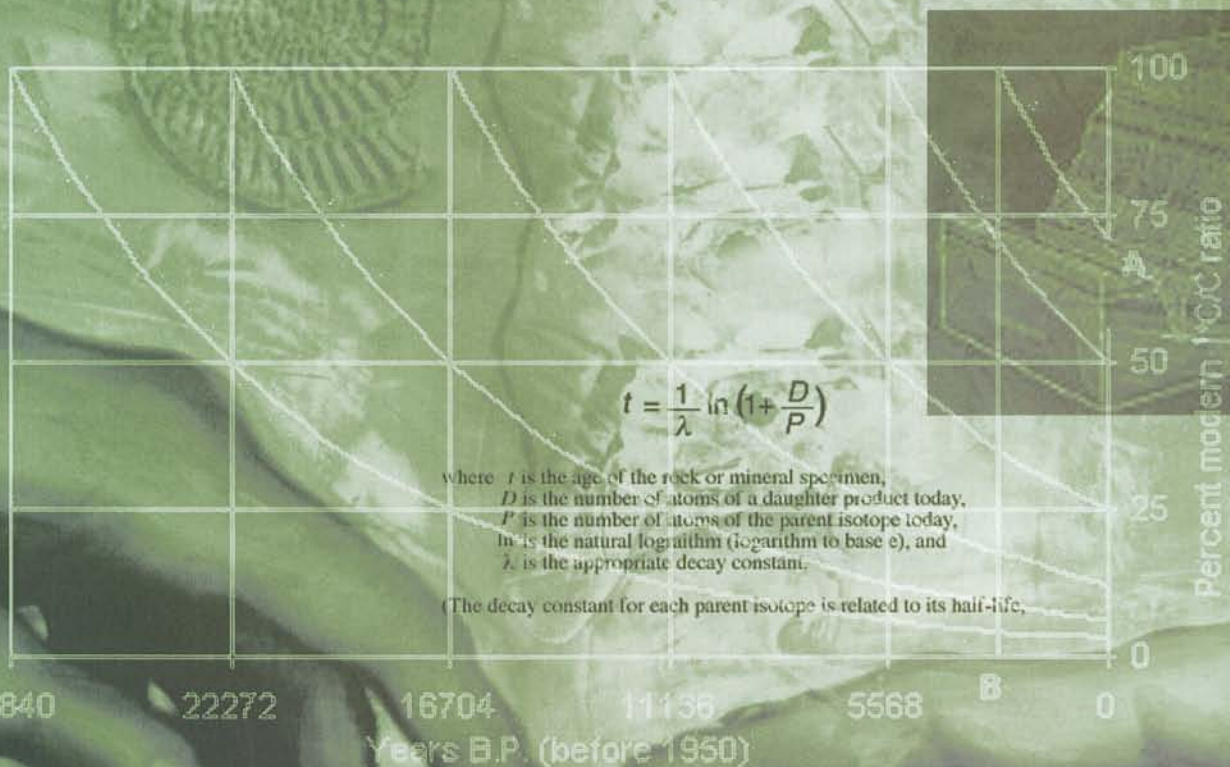 100
75
A
Percent modern ¹⁴C/C ratio
50
t = 1/λ ln (1+ D/P)
where t is the age of the rock or mineral specimen,
D is the number of atoms of a daughter product today,
P is the number of atoms of the parent isotope today,
ln is the natural lograithm (logarithm to base e), and
λ is the appropriate decay constant.
25
(The decay constant for each parent isotope is related to its half-life,
0
840 22272 16704 11136 5568 B 0
Years B.P. (before 1950)